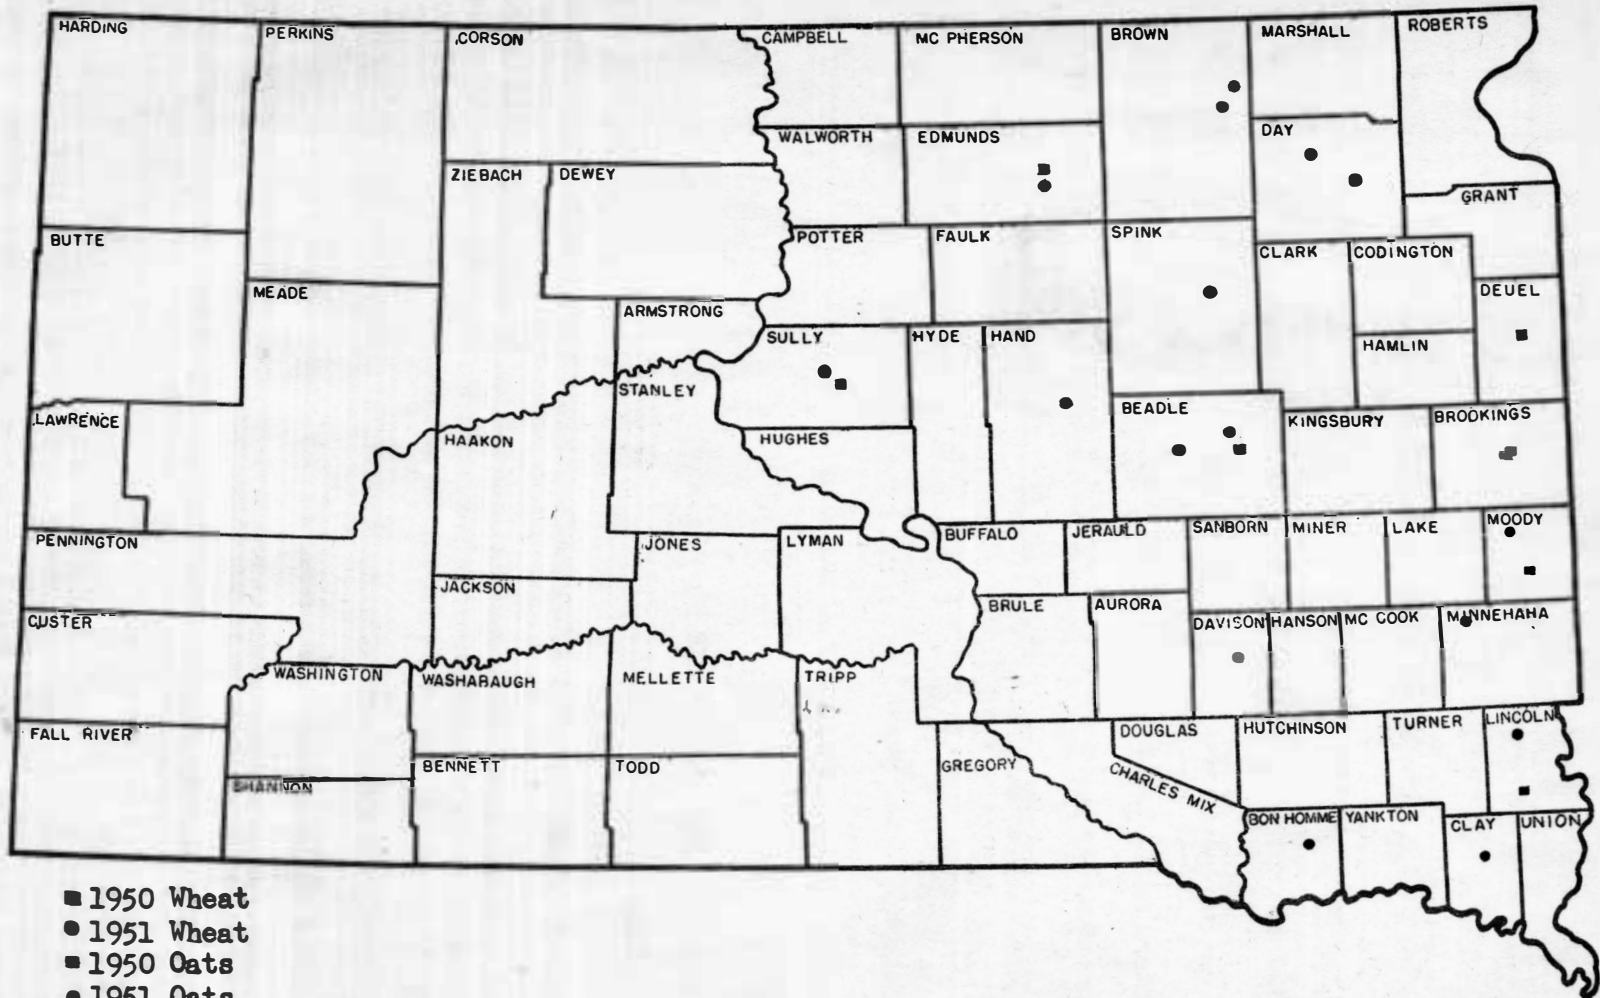 HARDING
PERKINS
CORSON
CAMPBELL
MC PHERSON
BROWN
MARSHALL
ROBERTS
WALWORTH
EDMUNDS
DAY
ZIEBACH
DEWEY
GRANT
BUTTE
POTTER
FAULK
SPINK
CLARK
CODINGTON
MEADE
DEUEL
ARMSTRONG
SULLY
HYDE
HAND
HAMLIN
STANLEY
LAWRENCE
BEADLE
KINGSBURY
BROOKINGS
HAAKON
HUGHES
PENNINGTON
JONES
LYMAN
BUFFALO
JERAULD
SANBORN
MINER
LAKE
MOODY
JACKSON
CUSTER
BRULE
AURORA
DAVISON
HANSON
MC COOK
MINNEHAHA
WASHINGTON
WASHABAUGH
MELLETTE
TRIPP
FALL RIVER
DOUGLAS
HUTCHINSON
TURNER
LINCOLN
SHANNON
BENNETT
TODD
GREGORY
CHARLES MIX
BON HOMME
YANKTON
CLAY
UNION
1950 Wheat
1951 Wheat
1950 Oats
1951 Oats